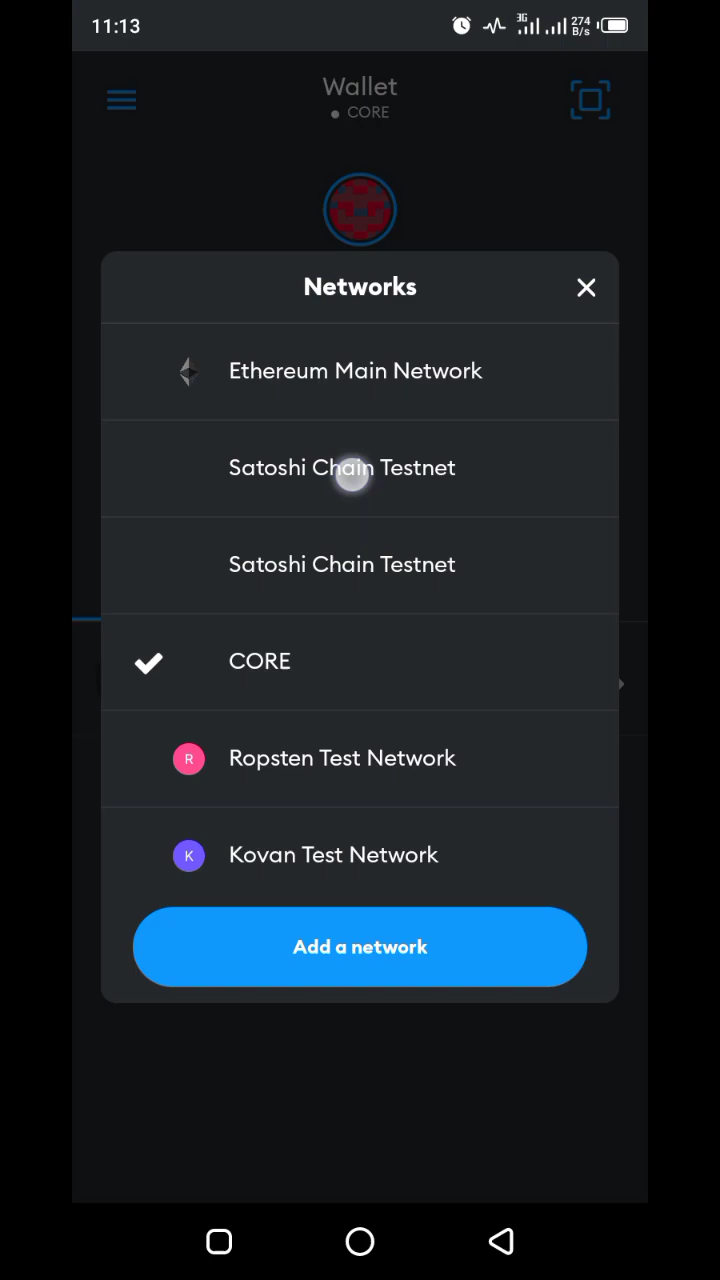 11:13
3G
274
B/s
Wallet
CORE
Networks
Ethereum Main Network
Satoshi Chain Testnet
Satoshi Chain Testnet
CORE
R
Ropsten Test Network
K
Kovan Test Network
Add a network